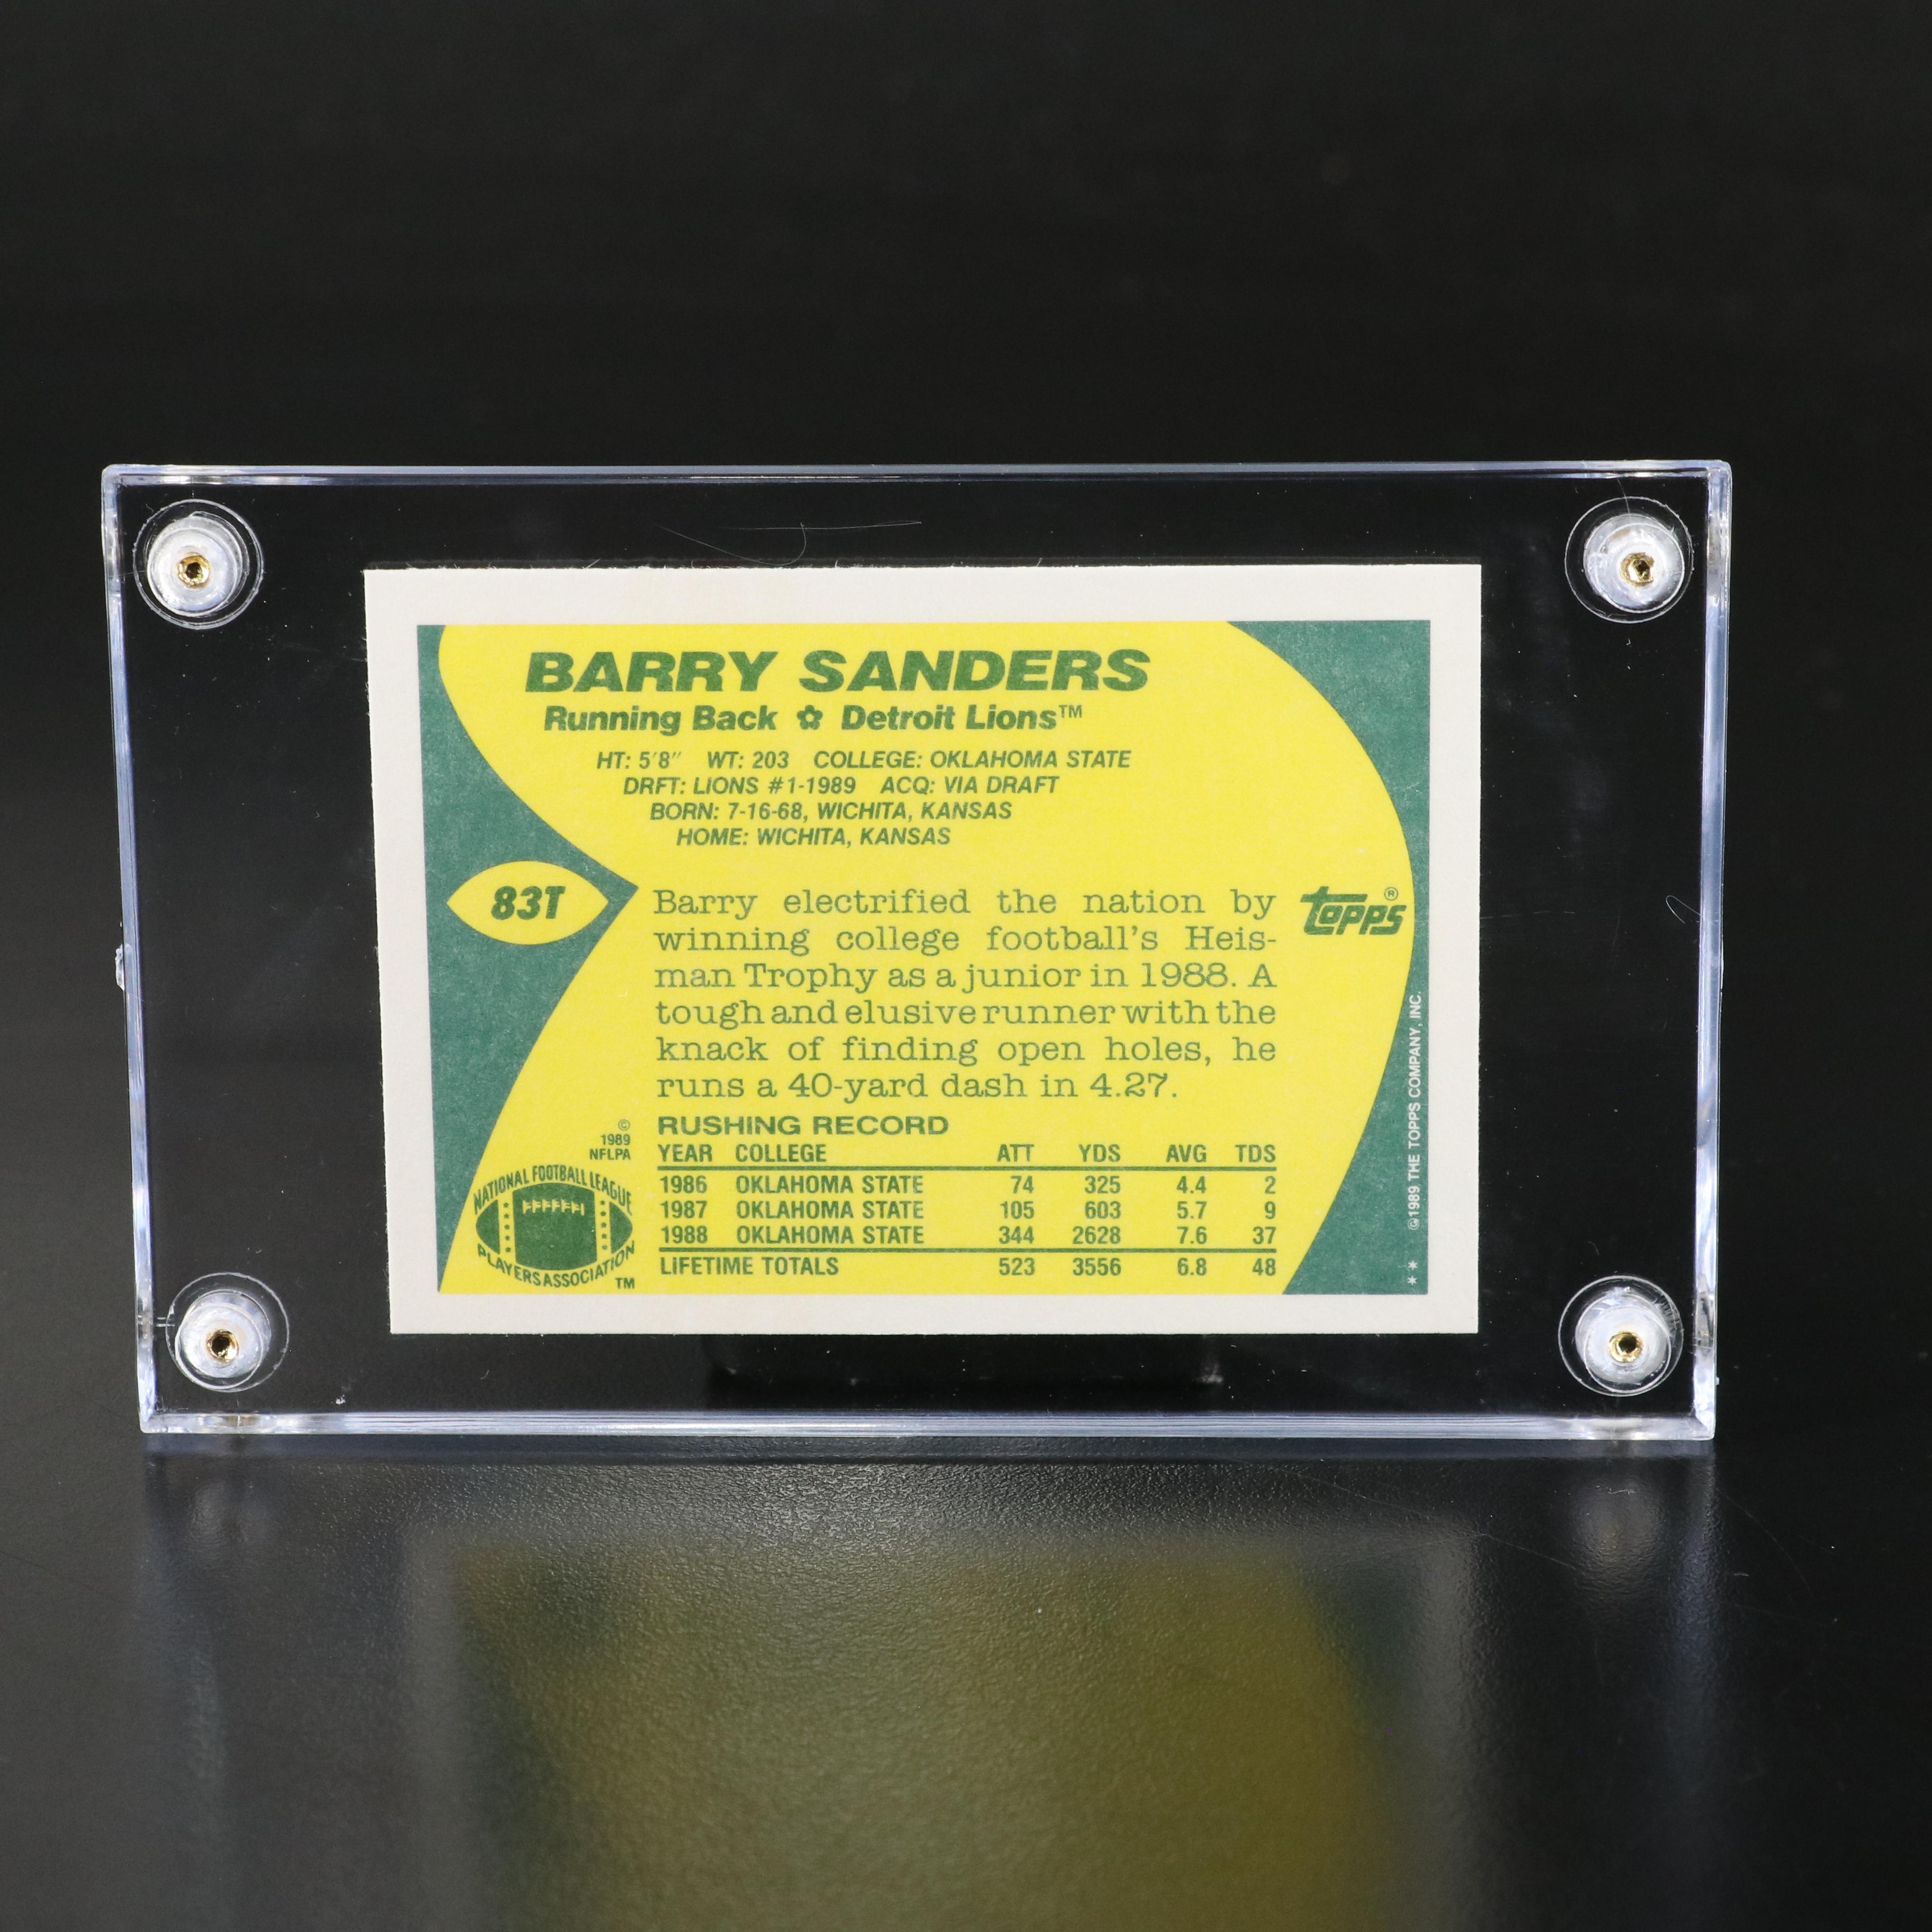 BARRY SANDERS
Running Back ✿ Detroit Lions™
HT: 5'8" WT: 203 COLLEGE: OKLAHOMA STATE
DRFT: LIONS #1-1989 ACQ: VIA DRAFT
BORN: 7-16-68, WICHITA, KANSAS
HOME: WICHITA, KANSAS
83T
Barry electrified the nation by
winning college football's Heis-
man Trophy as a junior in 1988. A
tough and elusive runner with the
knack of finding open holes, he
runs a 40-yard dash in 4.27.
TOPPS®
©1989 THE TOPPS COMPANY, INC.
**
©
1989
NFLPA
NATIONAL FOOTBALL LEAGUE
PLAYERS ASSOCIATION
TM
RUSHING RECORD
YEAR COLLEGE ATT YDS AVG TDS
1986 OKLAHOMA STATE 74 325 4.4 2
1987 OKLAHOMA STATE 105 603 5.7 9
1988 OKLAHOMA STATE 344 2628 7.6 37
LIFETIME TOTALS 523 3556 6.8 48